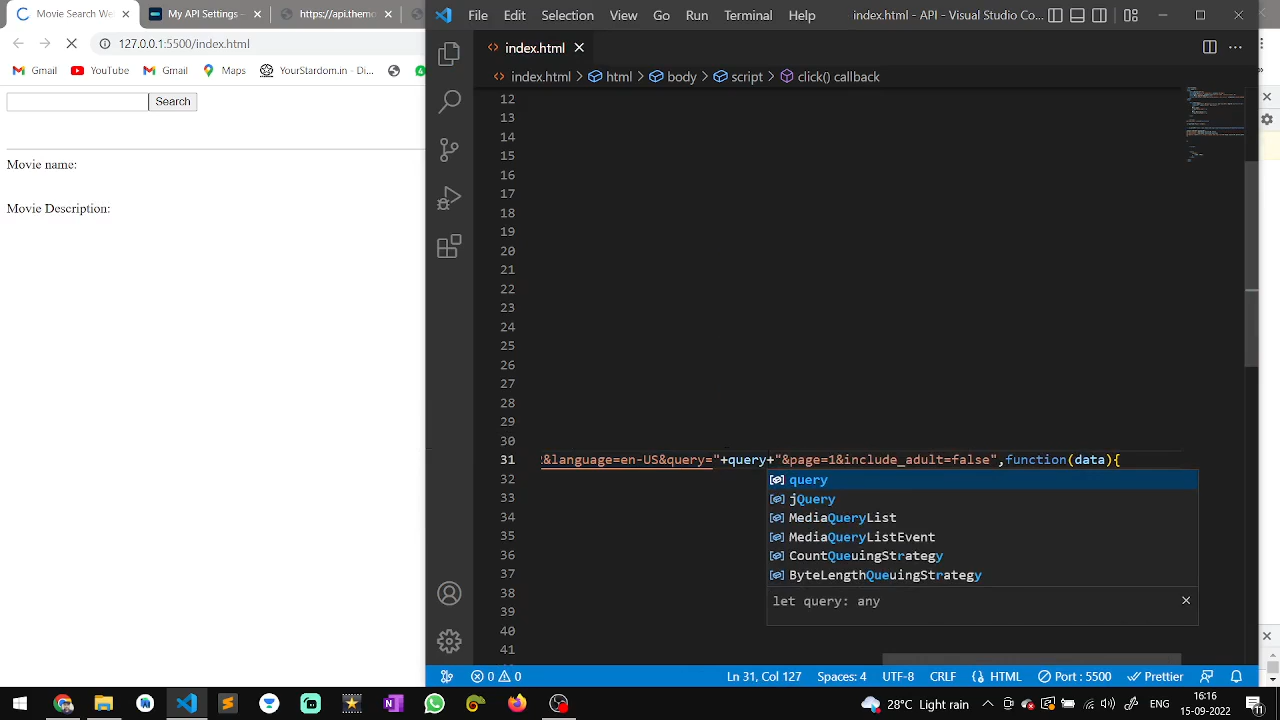 Movie Search Web
My API Settings –
https://api.themo
File Edit Selection View Go Run Terminal Help
index.html - API - Visual Studio Co...
127.0.0.1:5500/index.html
Gmail YouTube Gmail Maps YourStardom.in - Di...
index.html
index.html > html > body > script > click() callback
Search
Movie name:
Movie Description:
12
13
14
15
16
17
18
19
20
21
22
23
24
25
26
27
28
29
30
31 &language=en-US&query="+query+"&page=1&include_adult=false",function(data){
32
33
34
35
36
37
38
39
40
41
query
jQuery
MediaQueryList
MediaQueryListEvent
CountQueuingStrategy
ByteLengthQueuingStrategy
let query: any
0 0 Ln 31, Col 127 Spaces: 4 UTF-8 CRLF HTML Port : 5500 Prettier
28°C Light rain ENG 16:16
15-09-2022